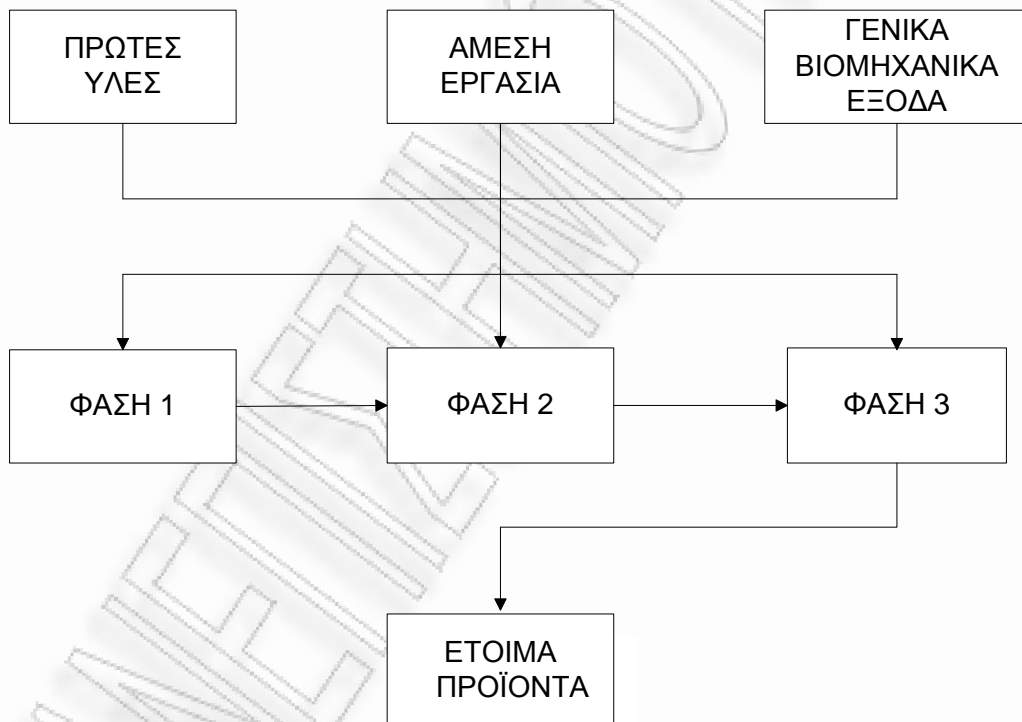 ΠΡΩΤΕΣ
ΥΛΕΣ
ΑΜΕΣΗ
ΕΡΓΑΣΙΑ
ΓΕΝΙΚΑ
ΒΙΟΜΗΧΑΝΙΚΑ
ΕΞΟΔΑ
ΦΑΣΗ 1
ΦΑΣΗ 2
ΦΑΣΗ 3
ΕΤΟΙΜΑ
ΠΡΟΪΟΝΤΑ